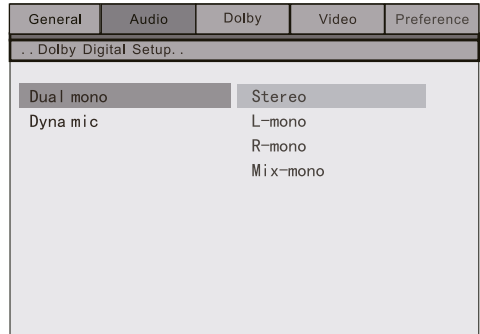 General Audio Dolby Video Preference
. . Dolby Digital Setup. .
Dual mono Stereo
Dynamic L-mono
R-mono
Mix-mono